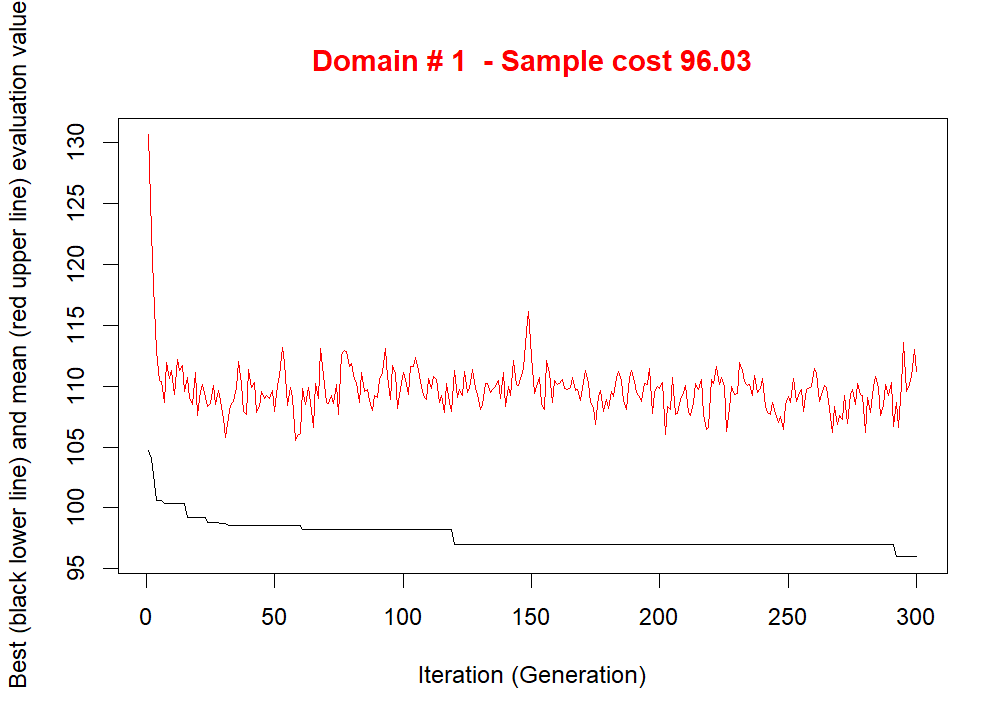 Domain # 1  - Sample cost 96.03
Best (black lower line) and mean (red upper line) evaluation value
130
125
120
115
110
105
100
95
0 50 100 150 200 250 300
Iteration (Generation)